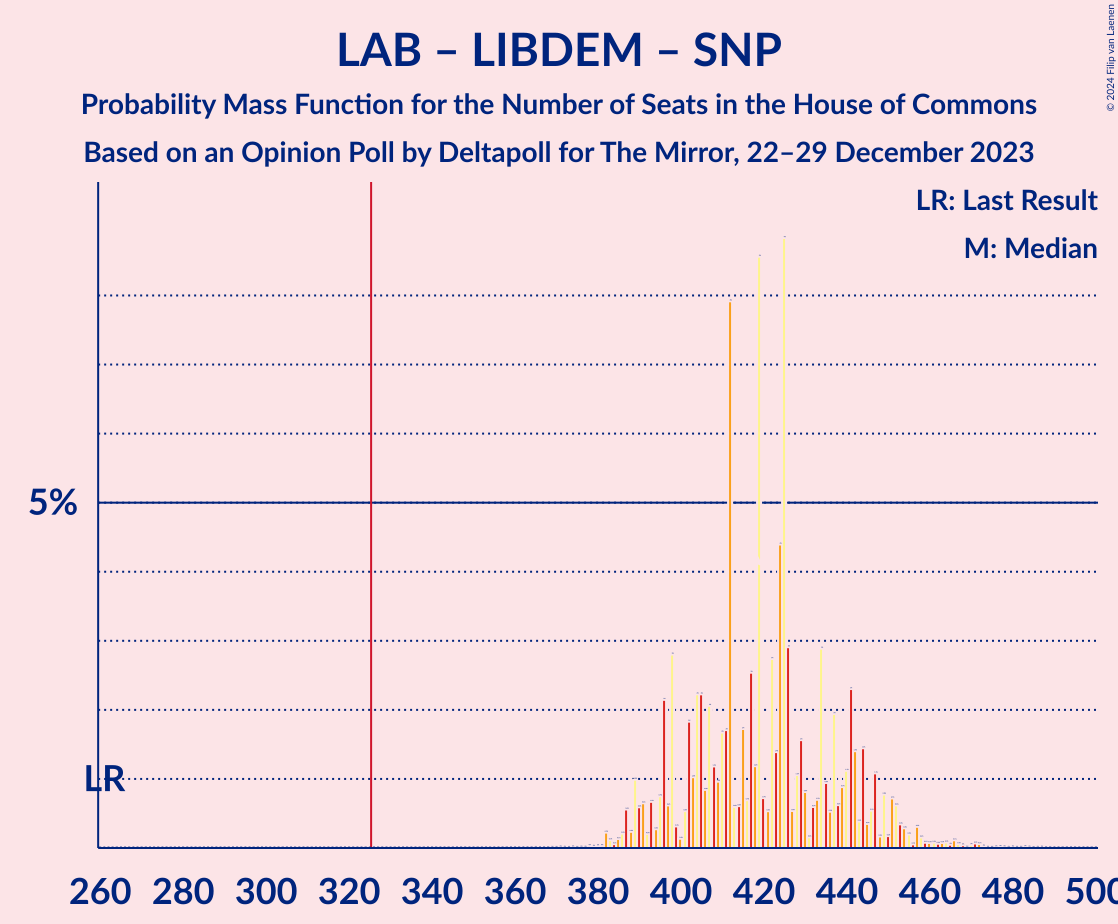 LAB – LIBDEM – SNP
Probability Mass Function for the Number of Seats in the House of Commons
Based on an Opinion Poll by Deltapoll for The Mirror, 22–29 December 2023
© 2024 Filip van Laenen
LR: Last Result
M: Median
5%
LR
260 280 300 320 340 360 380 400 420 440 460 480 500